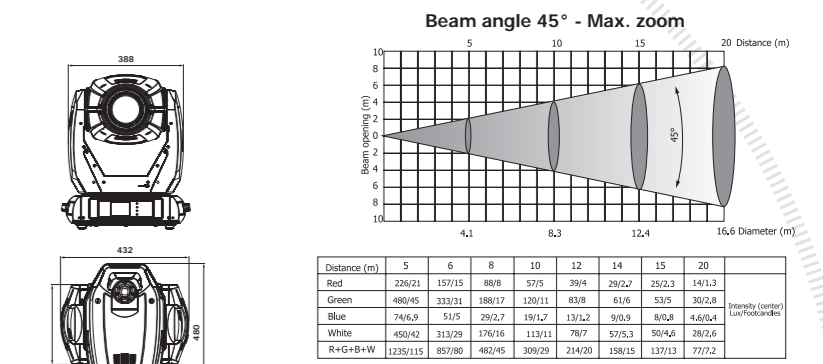 Beam angle 45° - Max. zoom
5 10 15 20 Distance (m)
388
10
8
6
4
2
0
2
4
6
8
10
Beam opening (m)
45°
4.1 8.3 12.4 16.6 Diameter (m)
432
480
Distance (m) 5 6 8 10 12 14 15 20
Red 226/21 157/15 88/8 57/5 39/4 29/2.7 25/2.3 14/1.3
Green 480/45 333/31 188/17 120/11 83/8 61/6 53/5 30/2,8
Blue 74/6,9 51/5 29/2,7 19/1.7 13/1.2 9/0.9 8/0,8 4.6/0.4
White 450/42 313/29 176/16 113/11 78/7 57/5.3 50/4,6 28/2.6
R+G+B+W 1235/115 857/80 482/45 309/29 214/20 158/15 137/13 77/7.2
Intensity (center)
Lux/Footcandles